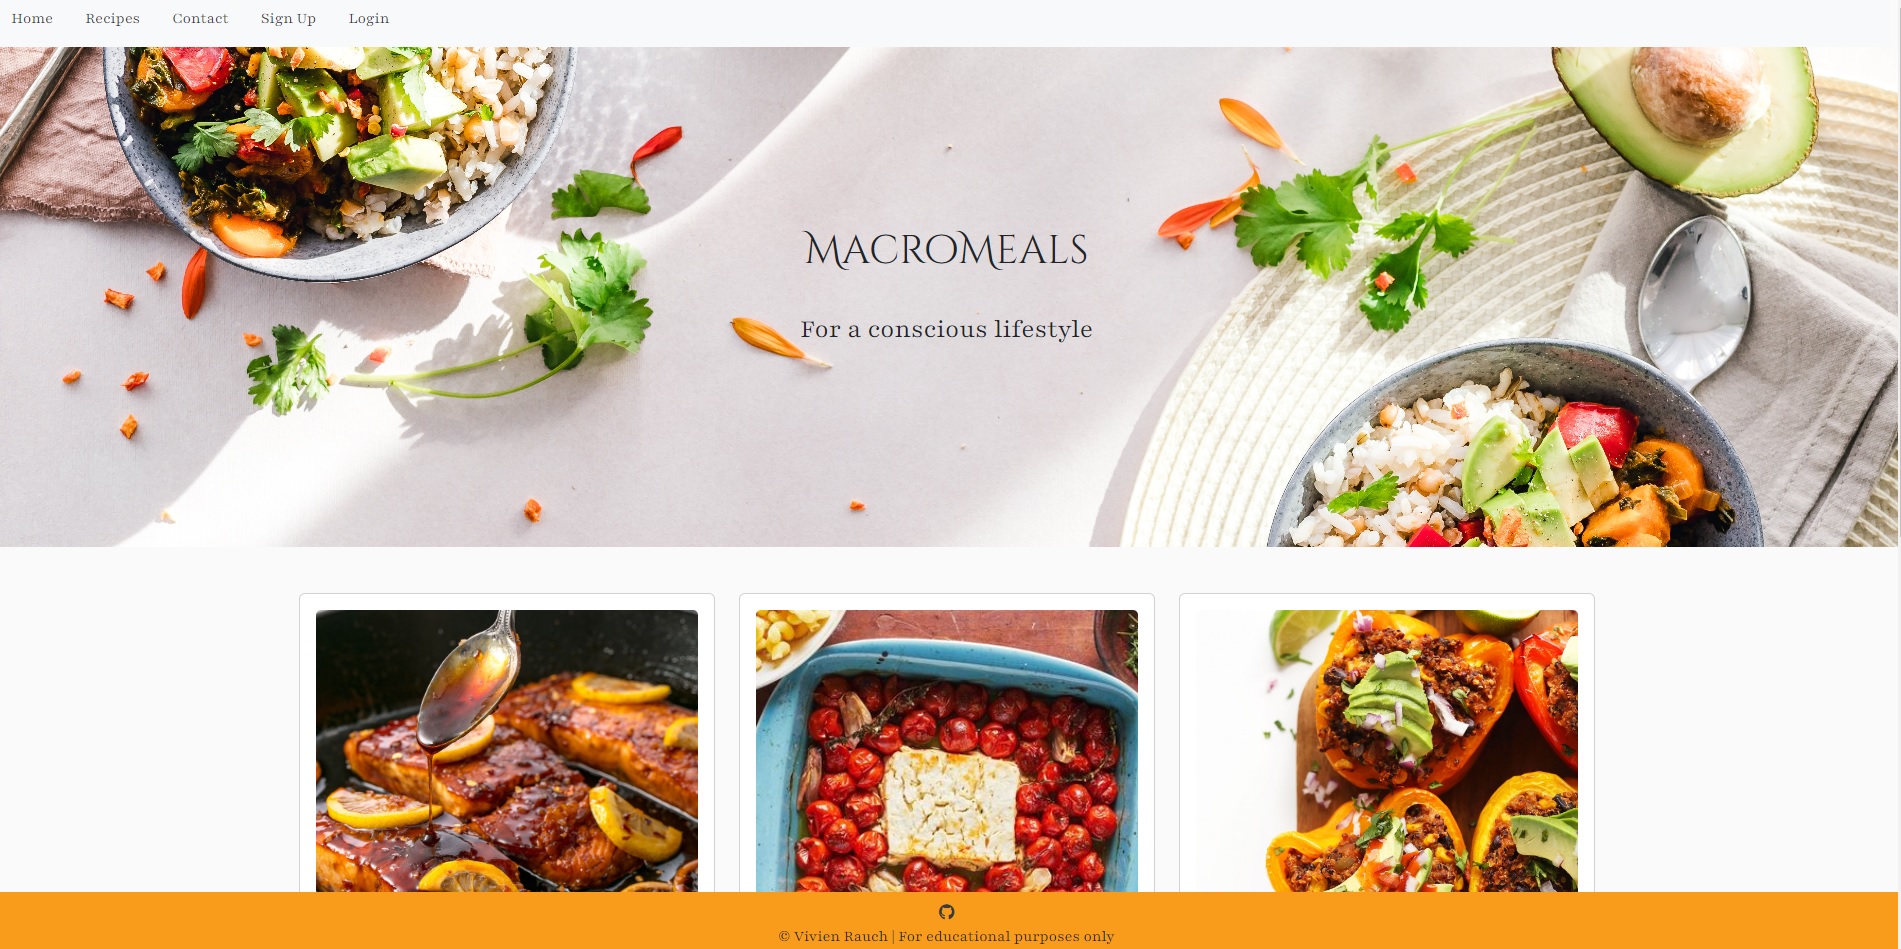 Home Recipes Contact Sign Up Login
MacroMeals
For a conscious lifestyle
© Vivien Rauch | For educational purposes only